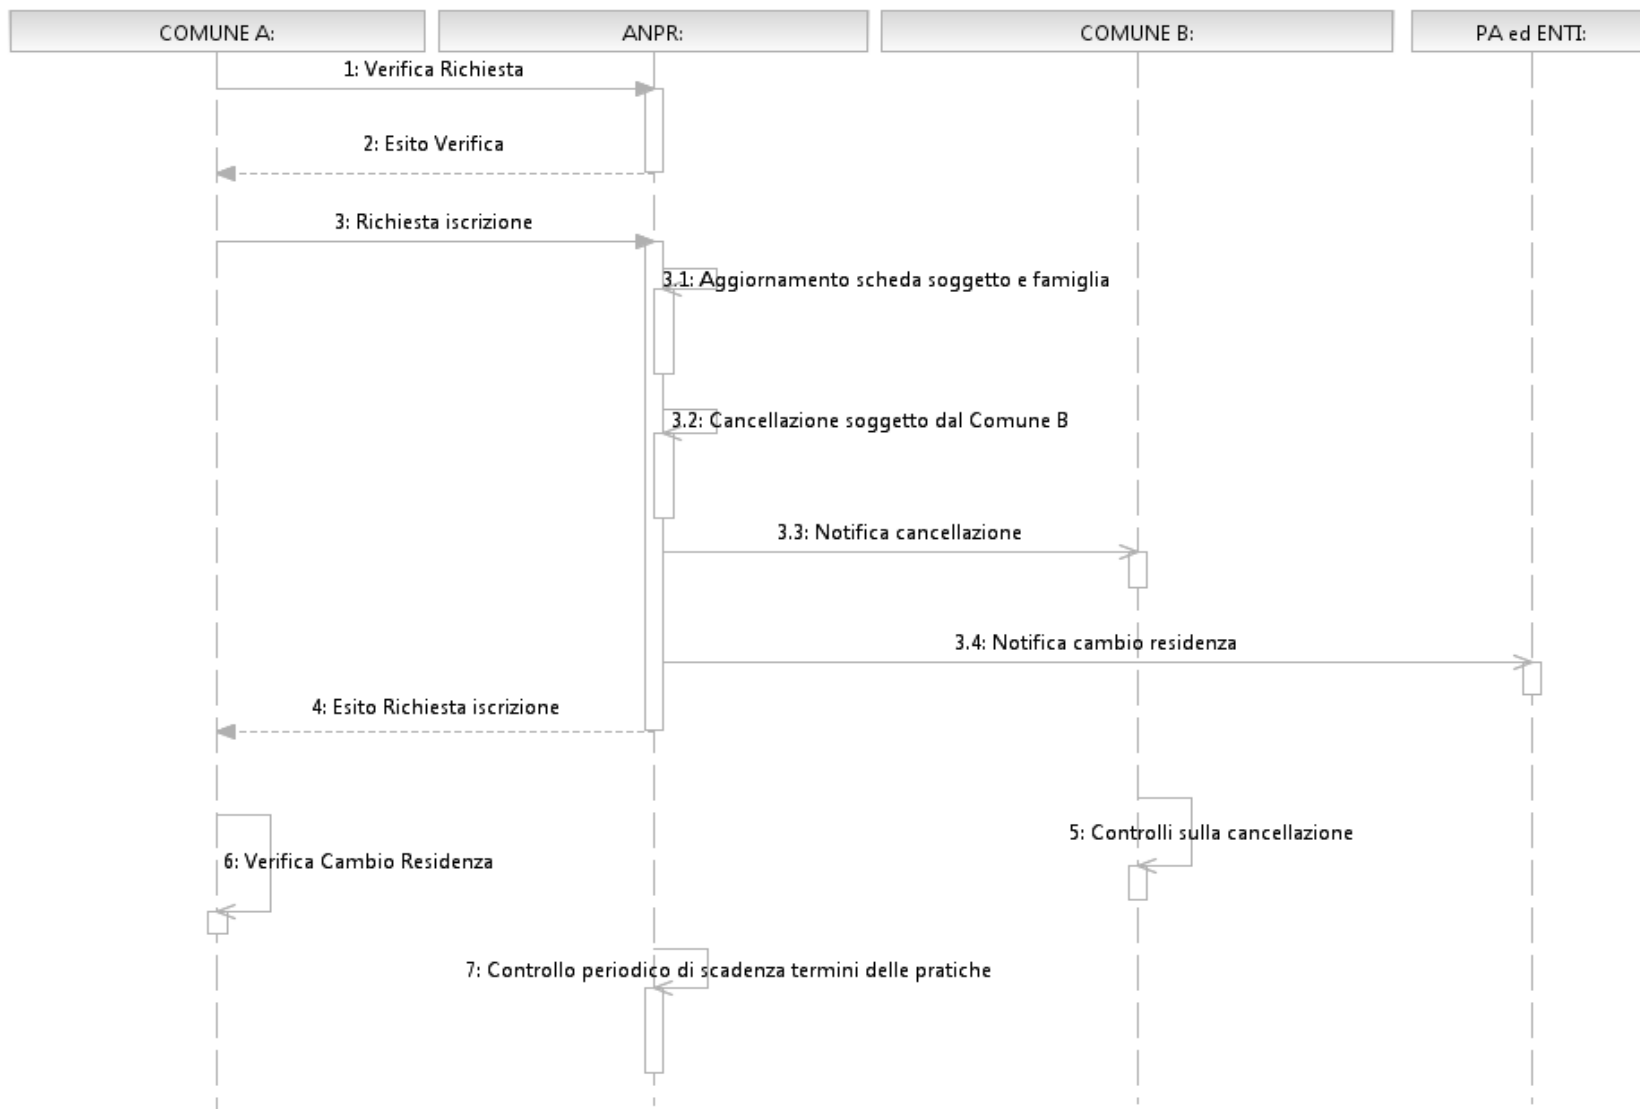 COMUNE A:
ANPR:
COMUNE B:
PA ed ENTI:
1: Verifica Richiesta
2: Esito Verifica
3: Richiesta iscrizione
3.1: Aggiornamento scheda soggetto e famiglia
3.2: Cancellazione soggetto dal Comune B
3.3: Notifica cancellazione
3.4: Notifica cambio residenza
4: Esito Richiesta iscrizione
5: Controlli sulla cancellazione
6: Verifica Cambio Residenza
7: Controllo periodico di scadenza termini delle pratiche